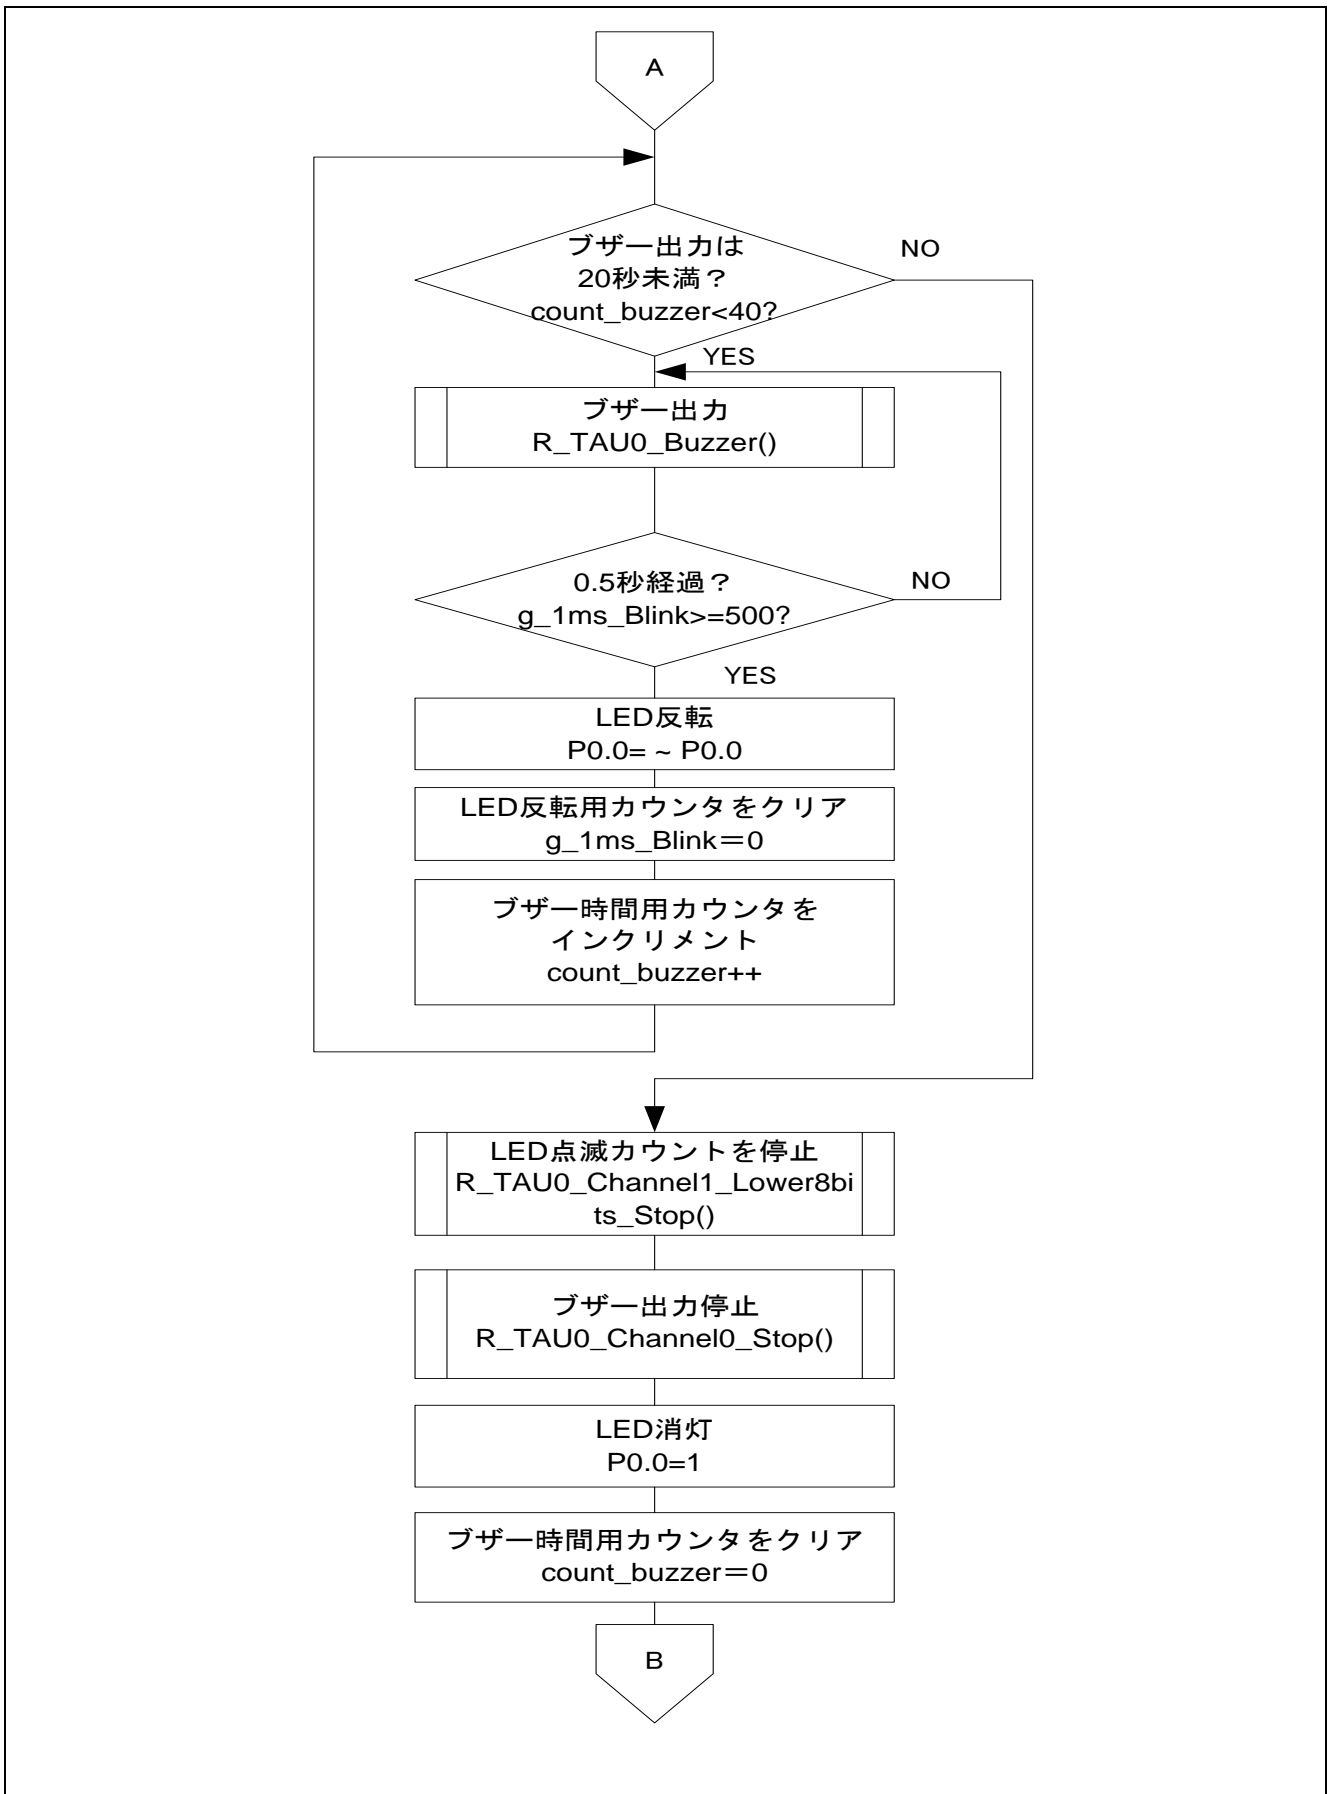 A
ブザー出力は
20秒未満？
count_buzzer<40?
NO
YES
ブザー出力
R_TAU0_Buzzer()
0.5秒経過？
g_1ms_Blink>=500?
NO
YES
LED反転
P0.0= ~ P0.0
LED反転用カウンタをクリア
g_1ms_Blink＝0
ブザー時間用カウンタを
インクリメント
count_buzzer++
LED点滅カウントを停止
R_TAU0_Channel1_Lower8bi
ts_Stop()
ブザー出力停止
R_TAU0_Channel0_Stop()
LED消灯
P0.0=1
ブザー時間用カウンタをクリア
count_buzzer＝0
B